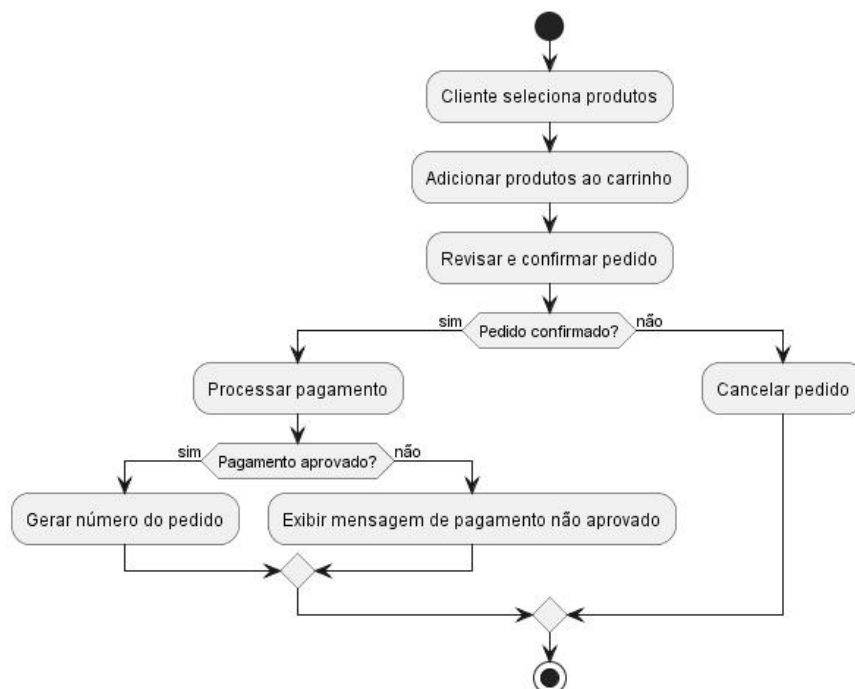 Cliente seleciona produtos
Adicionar produtos ao carrinho
Revisar e confirmar pedido
sim
Pedido confirmado?
não
Processar pagamento
Cancelar pedido
sim
Pagamento aprovado?
não
Gerar número do pedido
Exibir mensagem de pagamento não aprovado